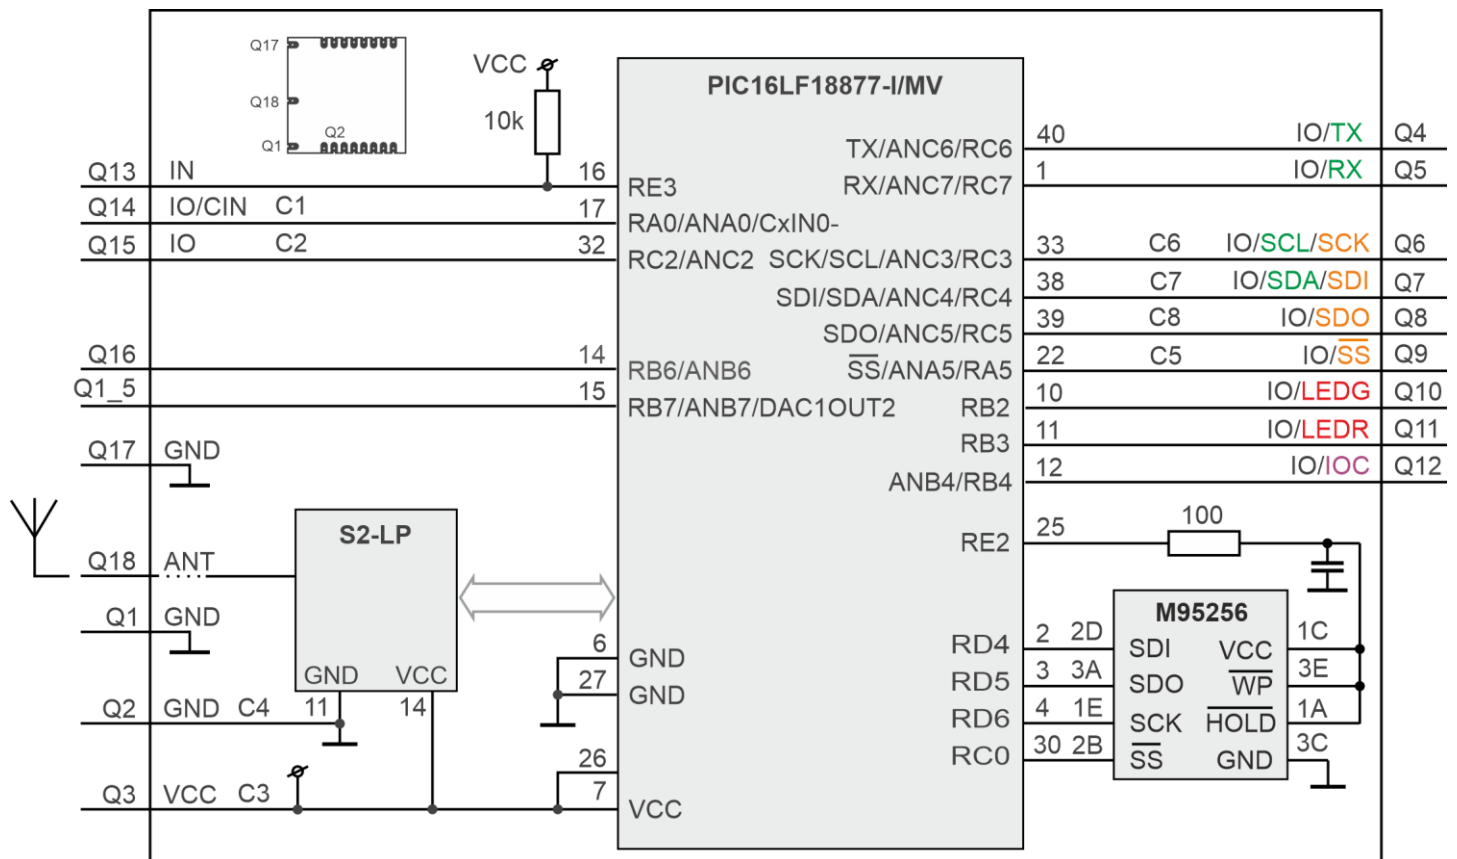 Q17
Q18
Q2
Q1
VCC
10k
PIC16LF18877-I/MV
Q13 IN 16 RE3
Q14 IO/CIN C1 17 RA0/ANA0/CxIN0-
Q15 IO C2 32 RC2/ANC2
Q16 14 RB6/ANB6
Q1_5 15 RB7/ANB7/DAC1OUT2
Q17 GND
S2-LP
Q18 ANT
Q1 GND
GND VCC
Q2 GND C4 11 14
Q3 VCC C3
6 GND
27 GND
26
7 VCC
TX/ANC6/RC6 40 IO/TX Q4
RX/ANC7/RC7 1 IO/RX Q5
SCK/SCL/ANC3/RC3 33 C6 IO/SCL/SCK Q6
SDI/SDA/ANC4/RC4 38 C7 IO/SDA/SDI Q7
SDO/ANC5/RC5 39 C8 IO/SDO Q8
SS/ANA5/RA5 22 C5 IO/SS Q9
RB2 10 IO/LEDG Q10
RB3 11 IO/LEDR Q11
ANB4/RB4 12 IO/IOC Q12
RE2 25 100
M95256
RD4 2 2D SDI VCC 1C
RD5 3 3A SDO WP 3E
RD6 4 1E SCK HOLD 1A
RC0 30 2B SS GND 3C